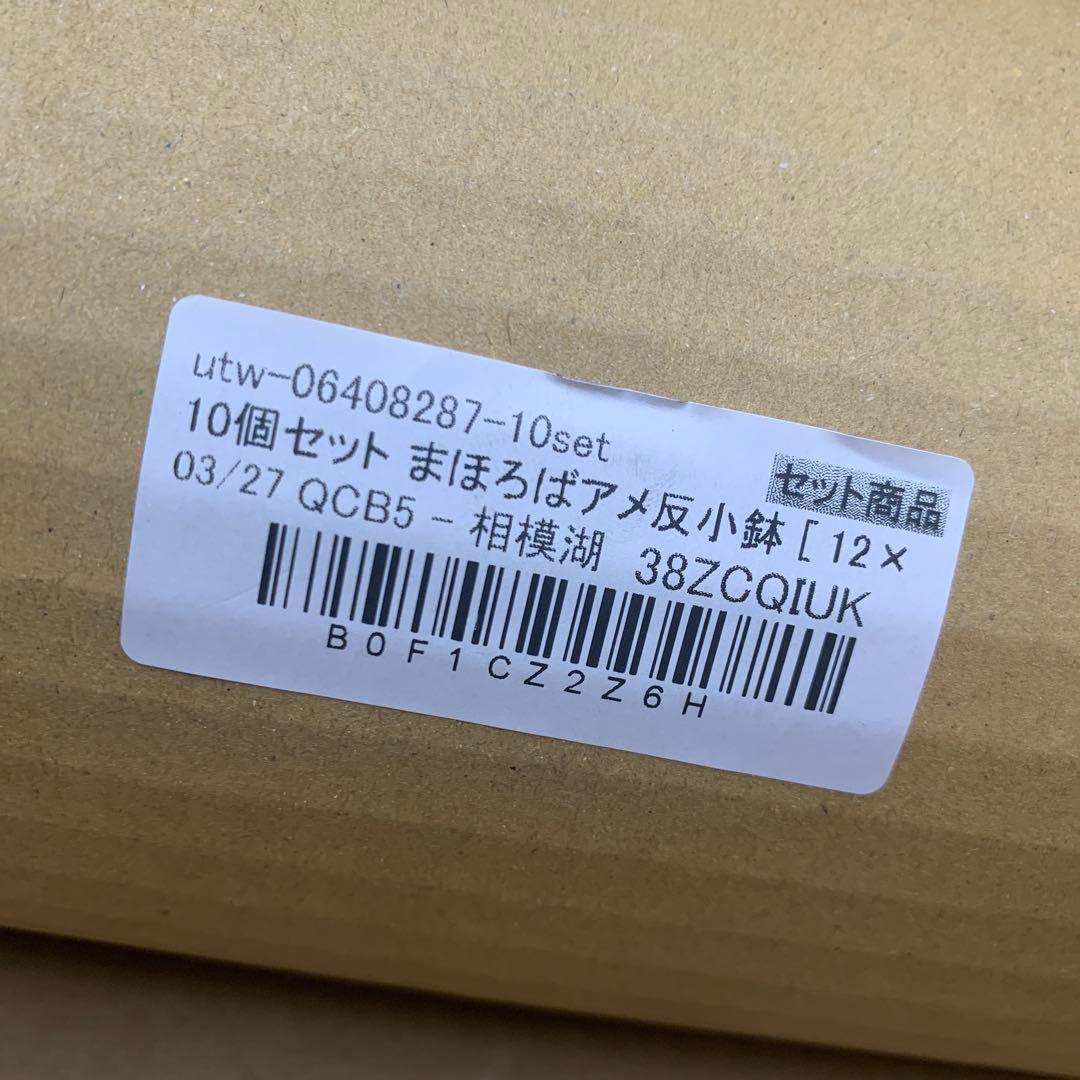 utw-06408287-10set
セット商品
10個セット まほろばアメ反小鉢 [ 12×
03/27 QCB5 - 相模湖 38ZCQIUK
B0F1CZ2Z6H